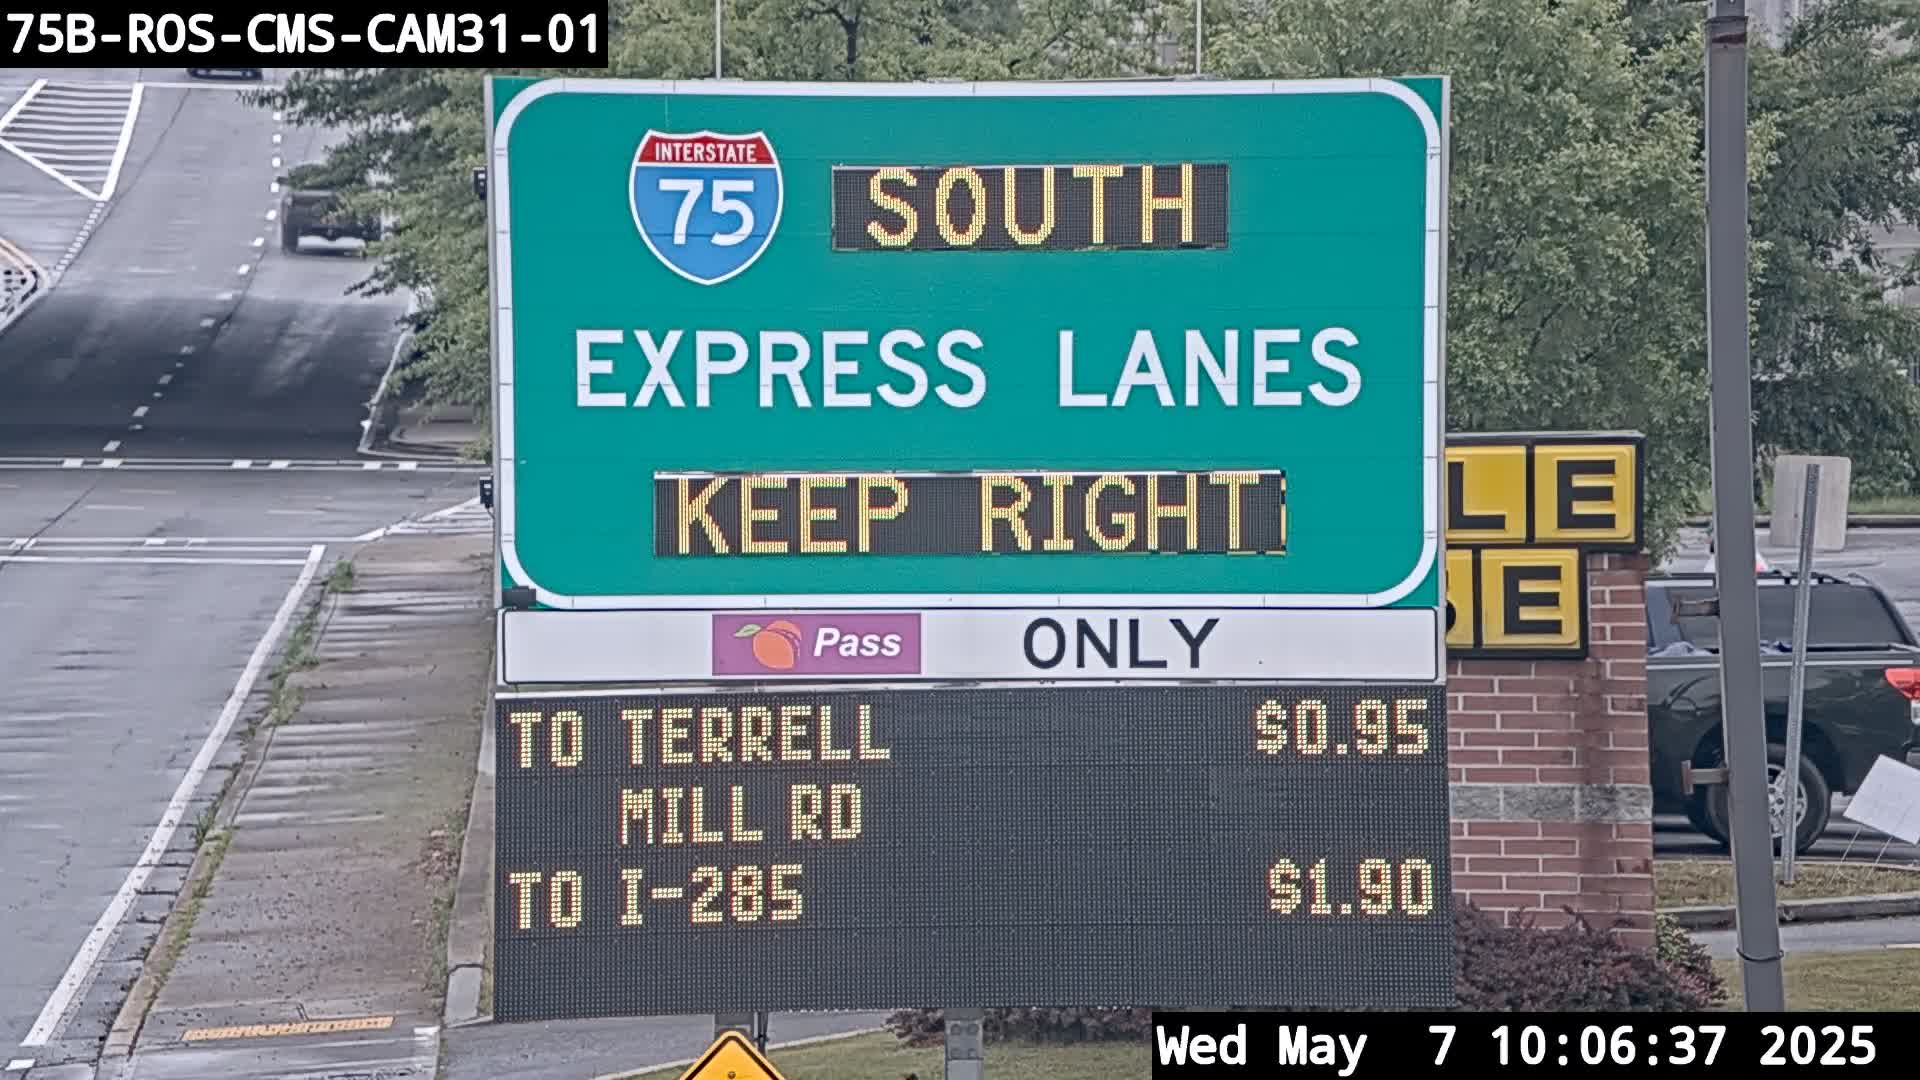 75B-ROS-CMS-CAM31-01
INTERSTATE
75
SOUTH
EXPRESS LANES
KEEP RIGHT
Pass ONLY
TO TERRELL $0.95
MILL RD
TO I-285 $1.90
LE
E
Wed May 7 10:06:37 2025